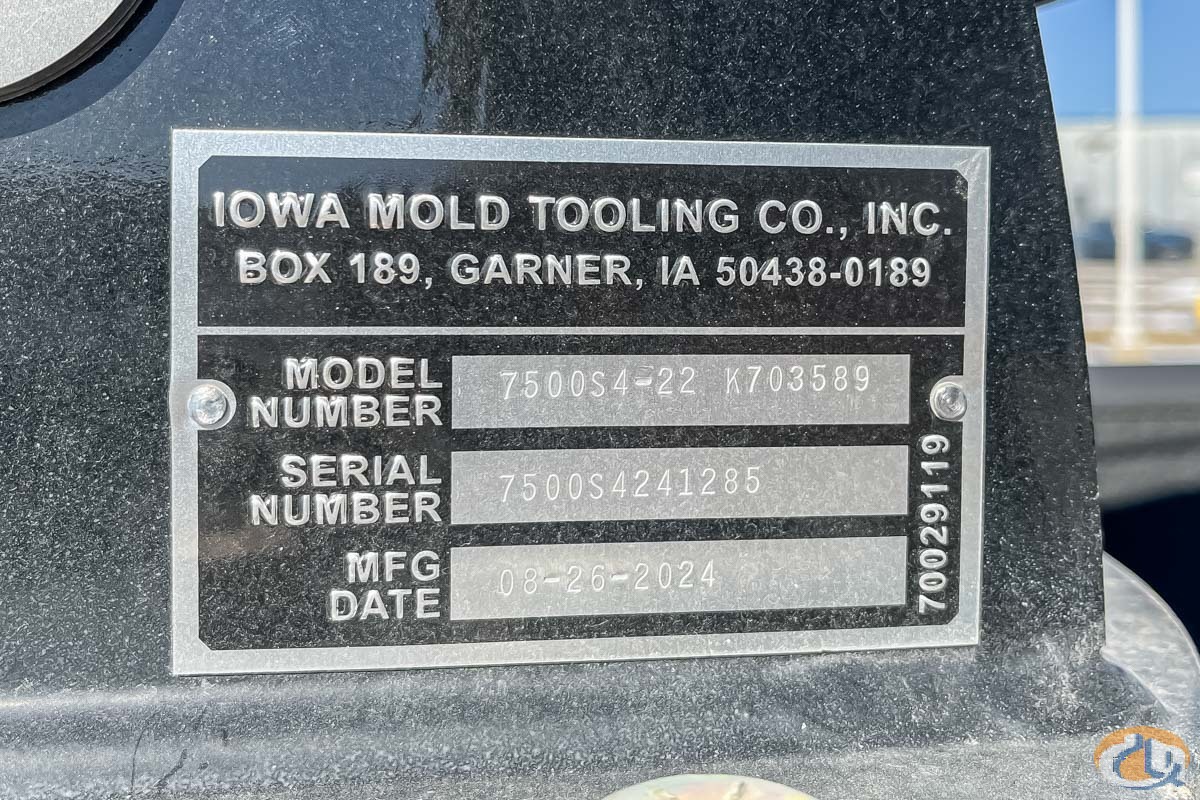 IOWA MOLD TOOLING CO., INC.
BOX 189, GARNER, IA 50438-0189
MODEL NUMBER 7500S4-22 K703589
SERIAL NUMBER 7500S4241285
MFG DATE 08-26-2024
70029119